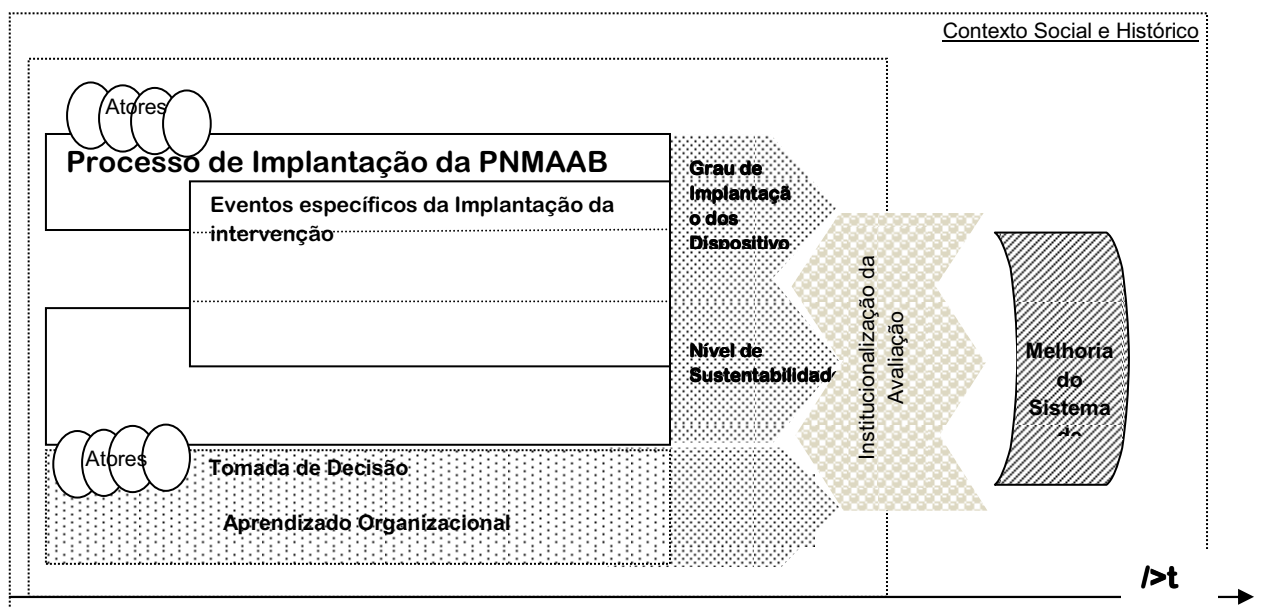 Contexto Social e Histórico
Atores
Processo de Implantação da PNMAAB
Eventos específicos da Implantação da
intervenção
Grau de
Implantaçã
o dos
Dispositivo
Institucionalização da
Avaliação
Nível de
Sustentabilidad
Melhoria
do
Sistema
Atores
Tomada de Decisão
Aprendizado Organizacional
/>t